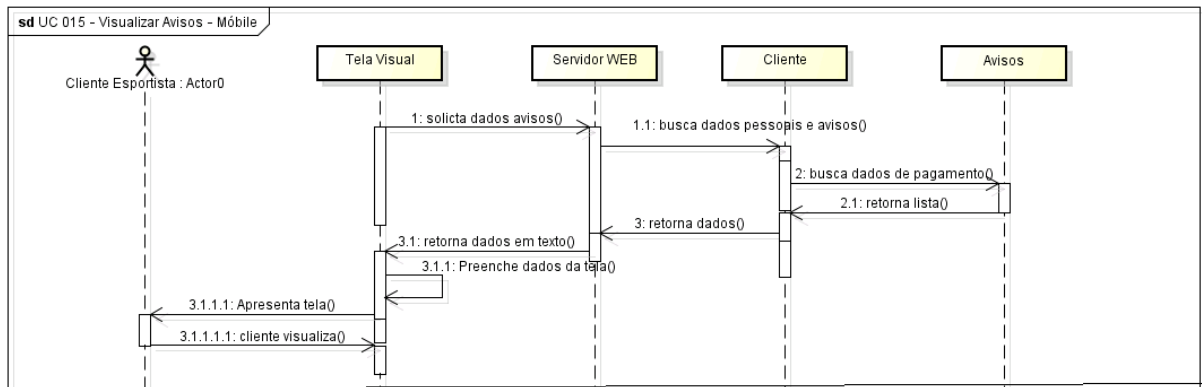 sd UC 015 - Visualizar Avisos - Móbile
Cliente Esportista : Actor0
Tela Visual
Servidor WEB
Cliente
Avisos
1: solicta dados avisos()
1.1: busca dados pessoais e avisos()
2: busca dados de pagamento()
2.1: retorna lista()
3: retorna dados()
3.1: retorna dados em texto()
3.1.1: Preenche dados da tela()
3.1.1.1: Apresenta tela()
3.1.1.1.1: cliente visualiza()